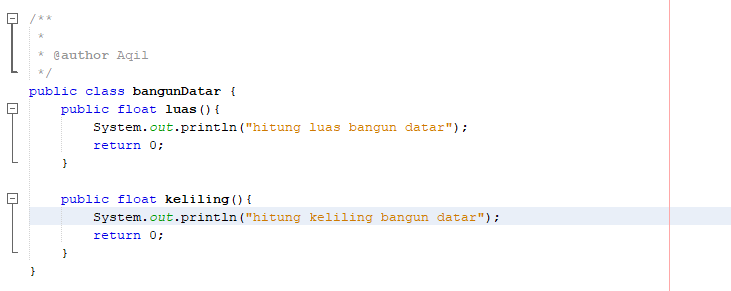 /**
 *
 * @author Aqil
 */
public class bangunDatar {
    public float luas(){
        System.out.println("hitung luas bangun datar");
        return 0;
    }

    public float keliling(){
        System.out.println("hitung keliling bangun datar");
        return 0;
    }
}